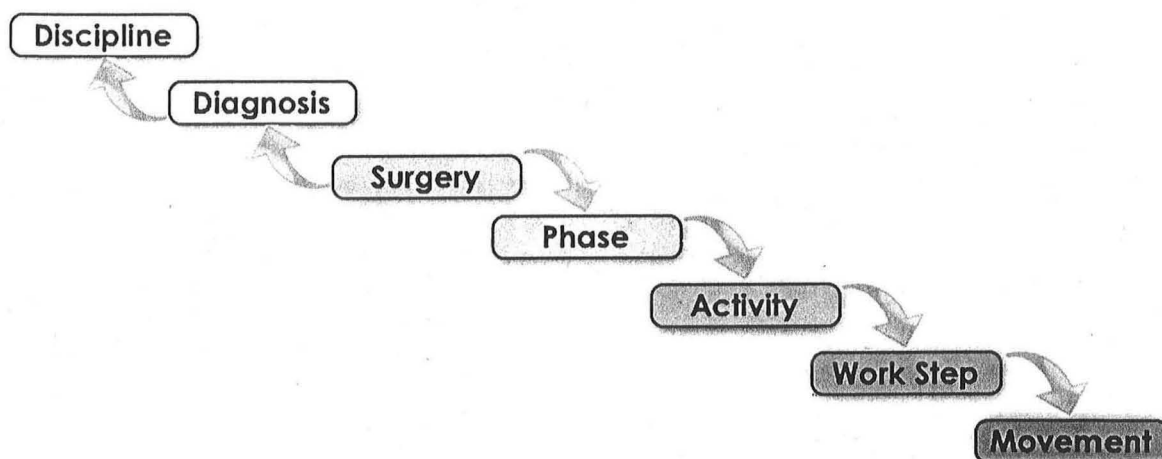 Discipline
Diagnosis
Surgery
Phase
Activity
Work Step
Movement